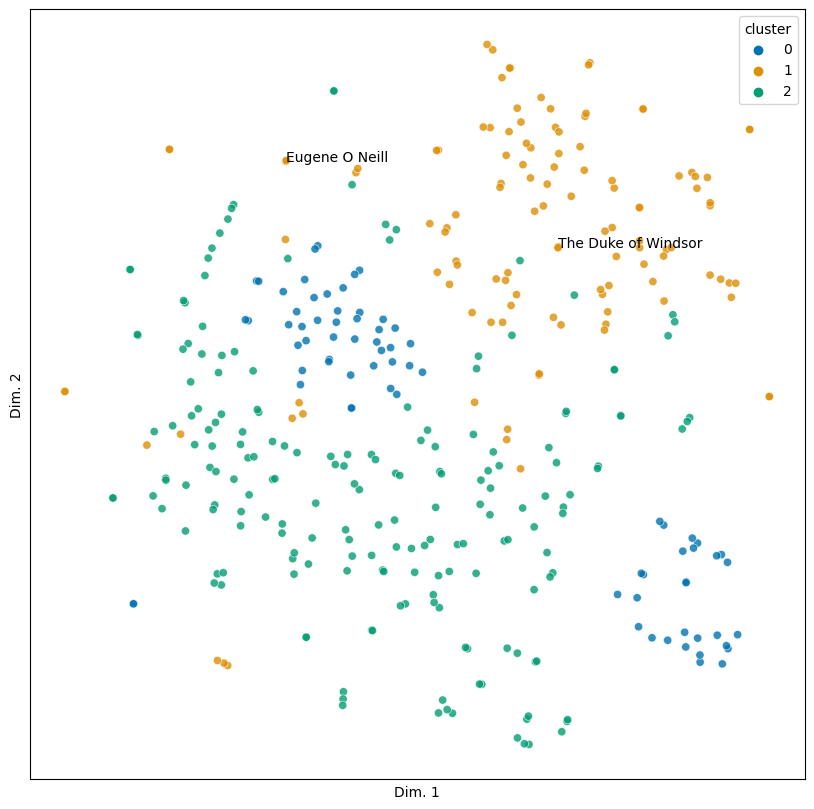 cluster
0
1
2
Eugene O Neill
The Duke of Windsor
Dim. 2
Dim. 1